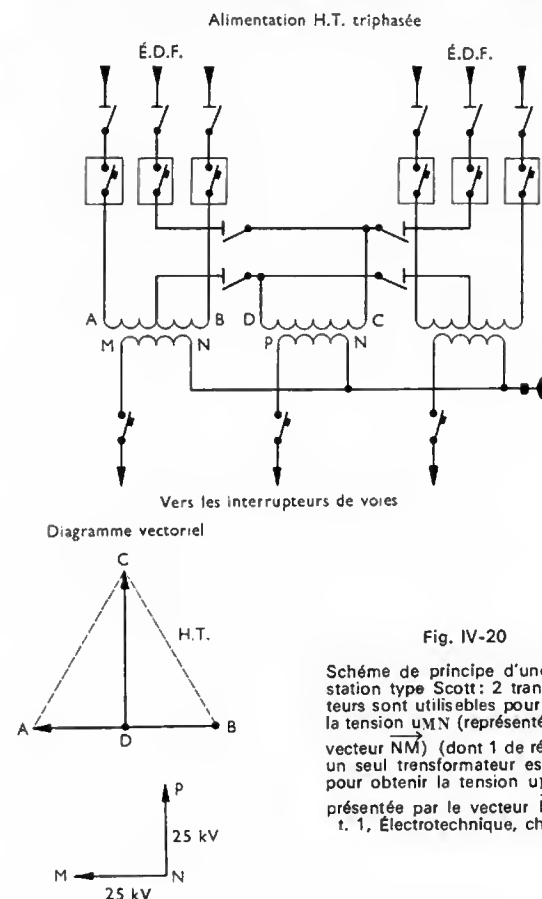 Alimentation H.T. triphasée
É.D.F. É.D.F.
A B D C
M N P N
Vers les interrupteurs de voies
Diagramme vectoriel
C
H.T.
A D B
P
25 kV
M N
25 kV
Fig. IV-20
Schéme de principe d'une
station type Scott: 2 tran
teurs sont utilisebles pour
la tension uMN (représenté
vecteur NM) (dont 1 de ré
un seul trensformateur es
pour obtenir la tension u
présentée par le vecteur
t. 1, Électrotechnique, ch